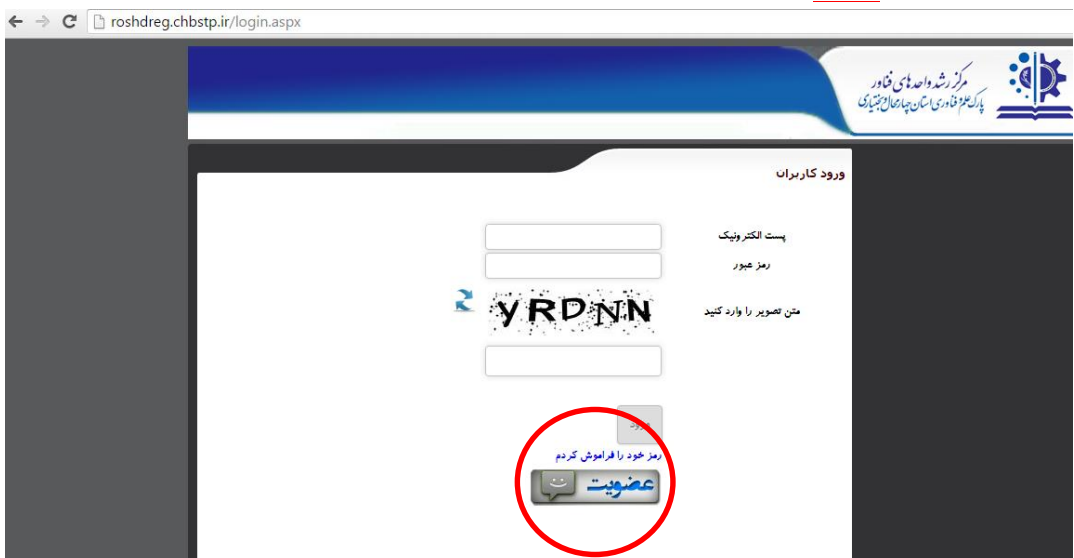 roshdreg.chbstp.ir/login.aspx
مرکز رشد واحدهای فناور
پارک علم و فناوری استان چهارمحال و بختیاری
ورود کاربران
پست الکترونیک
رمز عبور
متن تصویر را وارد کنید
YRDNN
ورود
رمز خود را فراموش کردم
عضویت